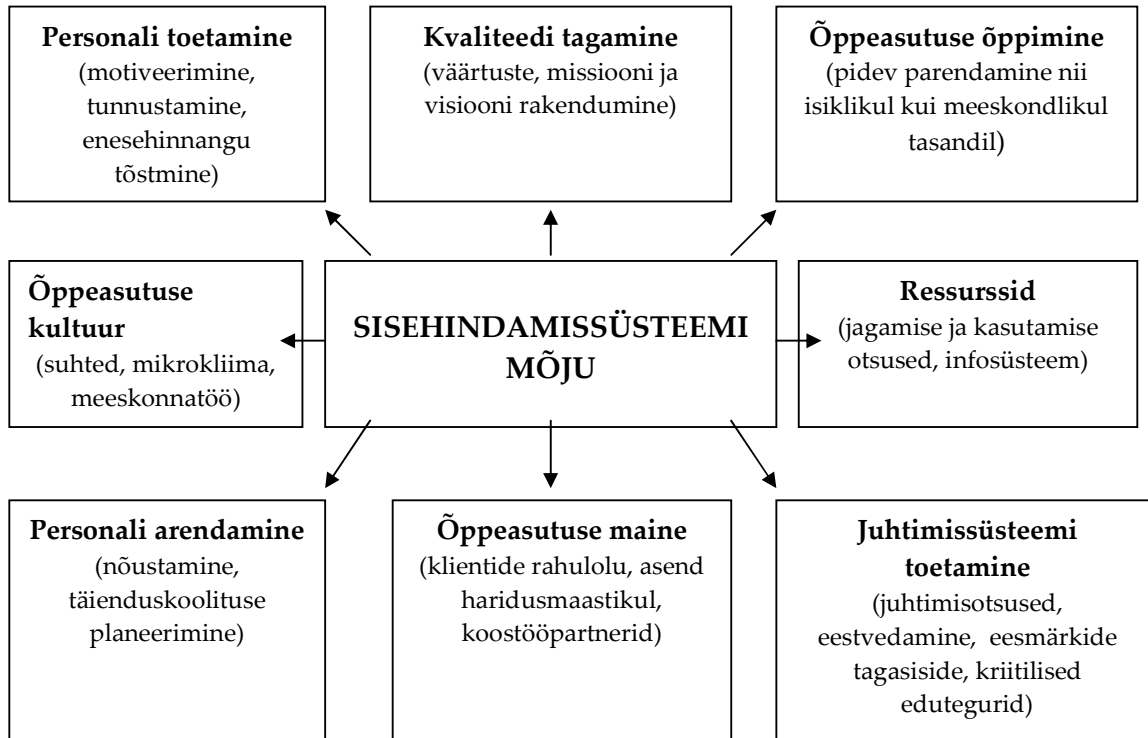 Personali toetamine
(motiveerimine,
tunnustamine,
enesehinnangu
tõstmine)
Kvaliteedi tagamine
(väärtuste, missiooni ja
visiooni rakendumine)
Õppeasutuse õppimine
(pidev parendamine nii
isiklikul kui meeskondlikul
tasandil)
Õppeasutuse
kultuur
(suhted, mikrokliima,
meeskonnatöö)
SISEHINDAMISSÜSTEEMI
MÕJU
Ressurssid
(jagamise ja kasutamise
otsused, infosüsteem)
Personali arendamine
(nõustamine,
täienduskoolituse
planeerimine)
Õppeasutuse maine
(klientide rahulolu, asend
haridusmaastikul,
koostööpartnerid)
Juhtimissüsteemi
toetamine
(juhtimisotsused,
eestvedamine, eesmärkide
tagasiside, kriitilised
edutegurid)